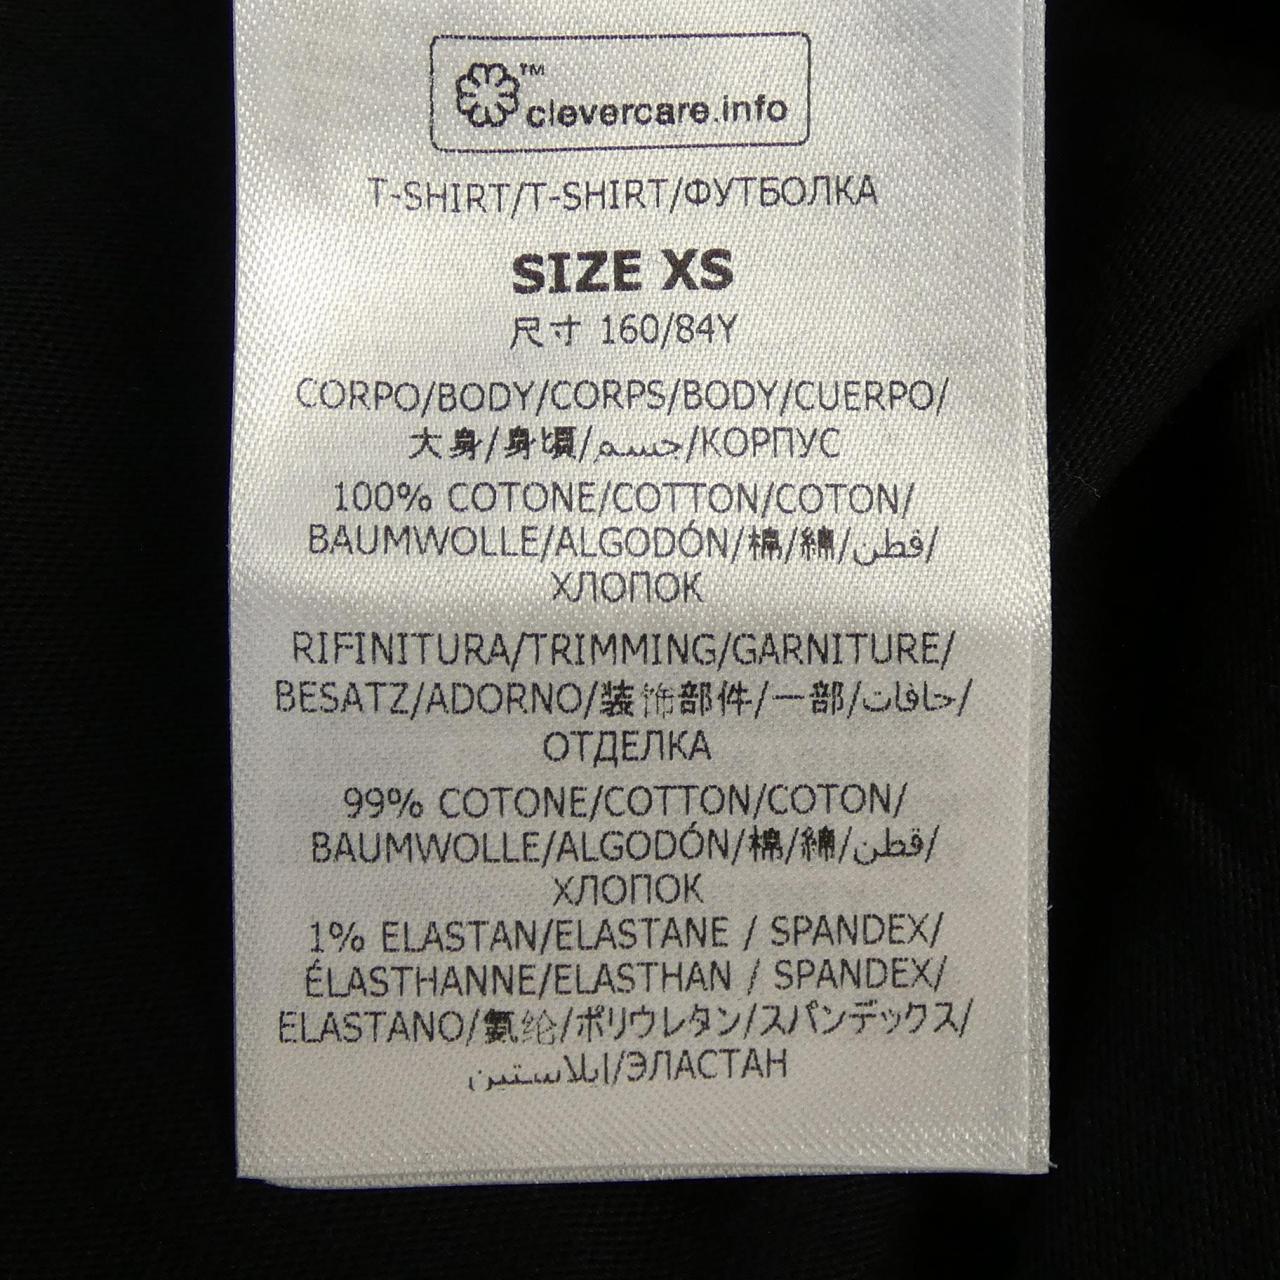 ™
clevercare.info
T-SHIRT/T-SHIRT/ФУТБОЛКА
SIZE XS
尺寸 160/84Y
CORPO/BODY/CORPS/BODY/CUERPO/
大身/身頃/جسم/КОРПУС
100% COTONE/COTTON/COTON/
BAUMWOLLE/ALGODÓN/棉/綿/قطن/
ХЛОПОК
RIFINITURA/TRIMMING/GARNITURE/
BESATZ/ADORNO/装饰部件/一部/حافات/
ОТДЕЛКА
99% COTONE/COTTON/COTON/
BAUMWOLLE/ALGODÓN/棉/綿/قطن/
ХЛОПОК
1% ELASTAN/ELASTANE / SPANDEX/
ÉLASTHANNE/ELASTHAN / SPANDEX/
ELASTANO/氨纶/ポリウレタン/スパンデックス/
ايلاستين/ЭЛАСТАН